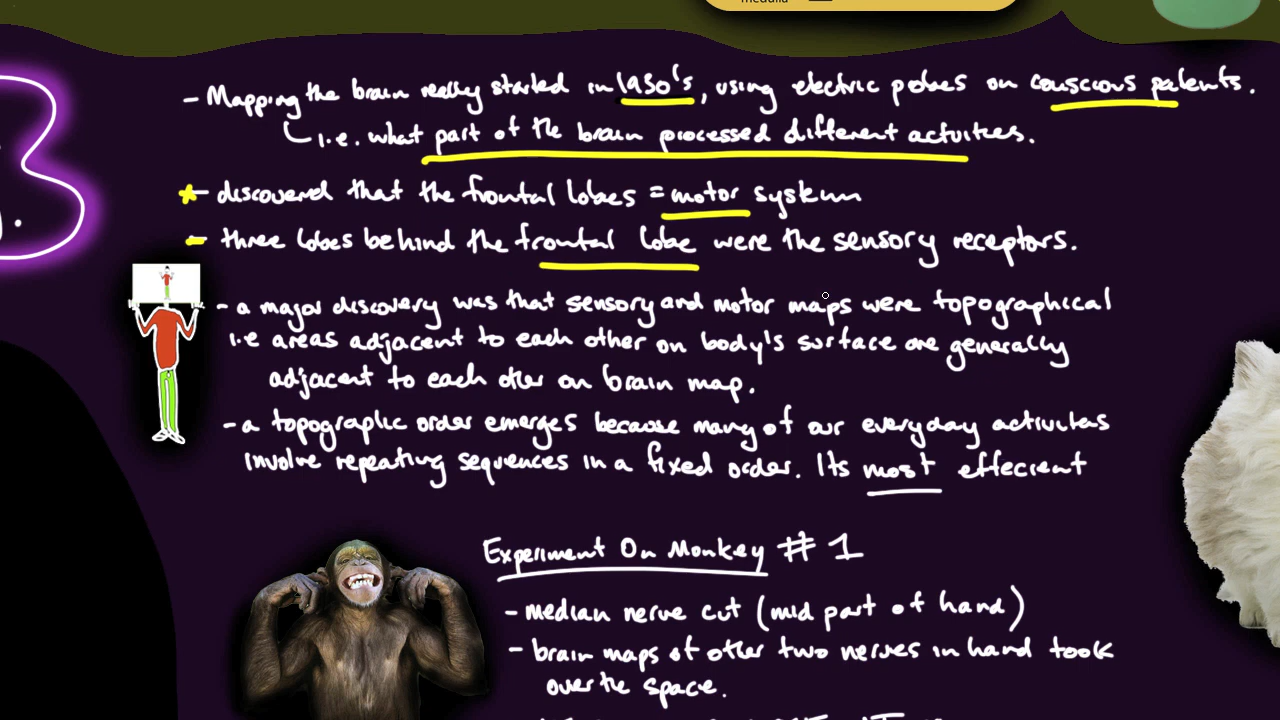 medulla
3
.
- Mapping the brain really started in 1930's, using electric probes on conscious patents.
i.e. what part of the brain processed different activities.
- discovered that the frontal lobes = motor system
- three lobes behind the frontal lobe were the sensory receptors.
- a major discovery was that sensory and motor maps were topographical
i.e areas adjacent to each other on body's surface are generally
adjacent to each other on brain map.
- a topographic order emerges because many of our everyday activities
involve repeating sequences in a fixed order. Its most effecient
Experiment On Monkey # 1
- median nerve cut (mid part of hand)
- brain maps of other two nerves in hand took
over the space.